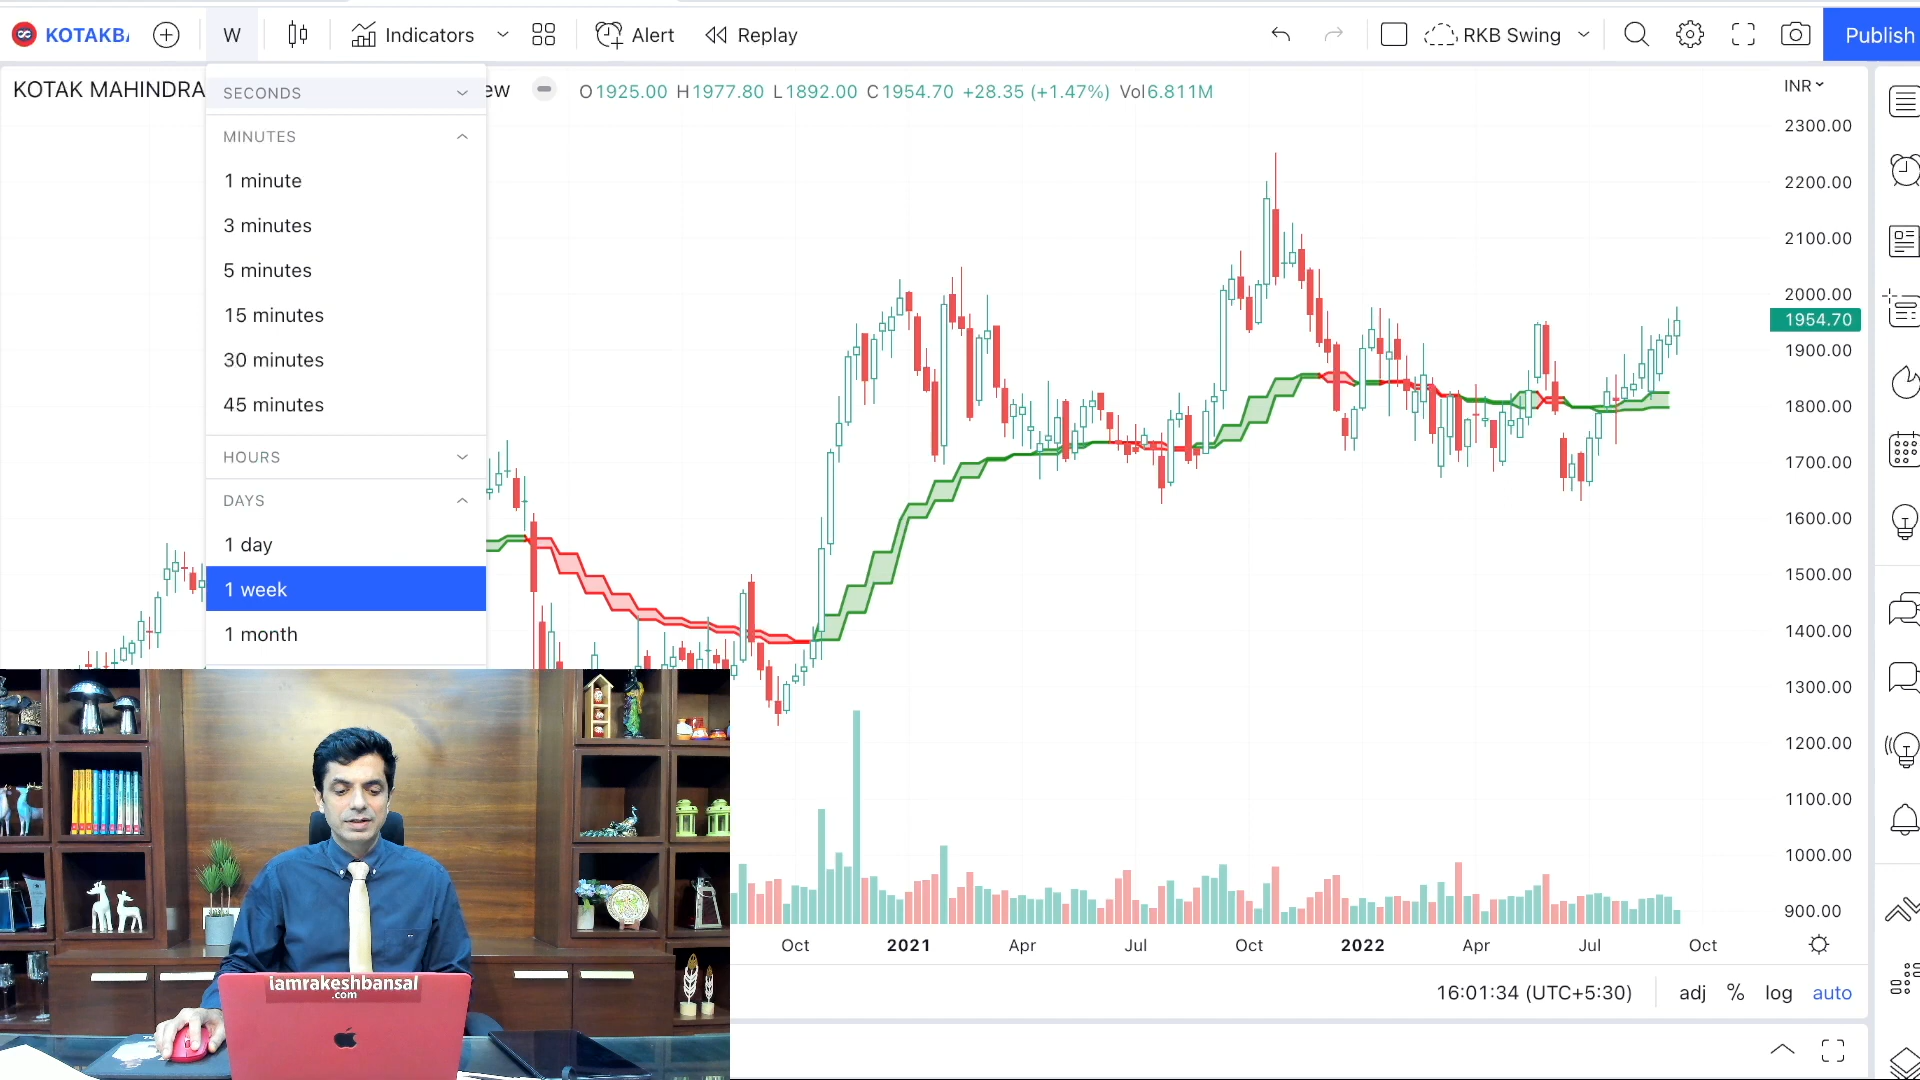 KOTAKBA
W
Indicators
Alert
Replay
RKB Swing
Publish
KOTAK MAHINDRA
ew
O1925.00 H1977.80 L1892.00 C1954.70 +28.35 (+1.47%) Vol6.811M
INR
SECONDS
MINUTES
1 minute
3 minutes
5 minutes
15 minutes
30 minutes
45 minutes
HOURS
DAYS
1 day
1 week
1 month
2300.00
2200.00
2100.00
2000.00
1954.70
1900.00
1800.00
1700.00
1600.00
1500.00
1400.00
1300.00
1200.00
1100.00
1000.00
900.00
Oct 2021 Apr Jul Oct 2022 Apr Jul Oct
16:01:34 (UTC+5:30)
adj % log auto
Iamrakeshbansal
.com